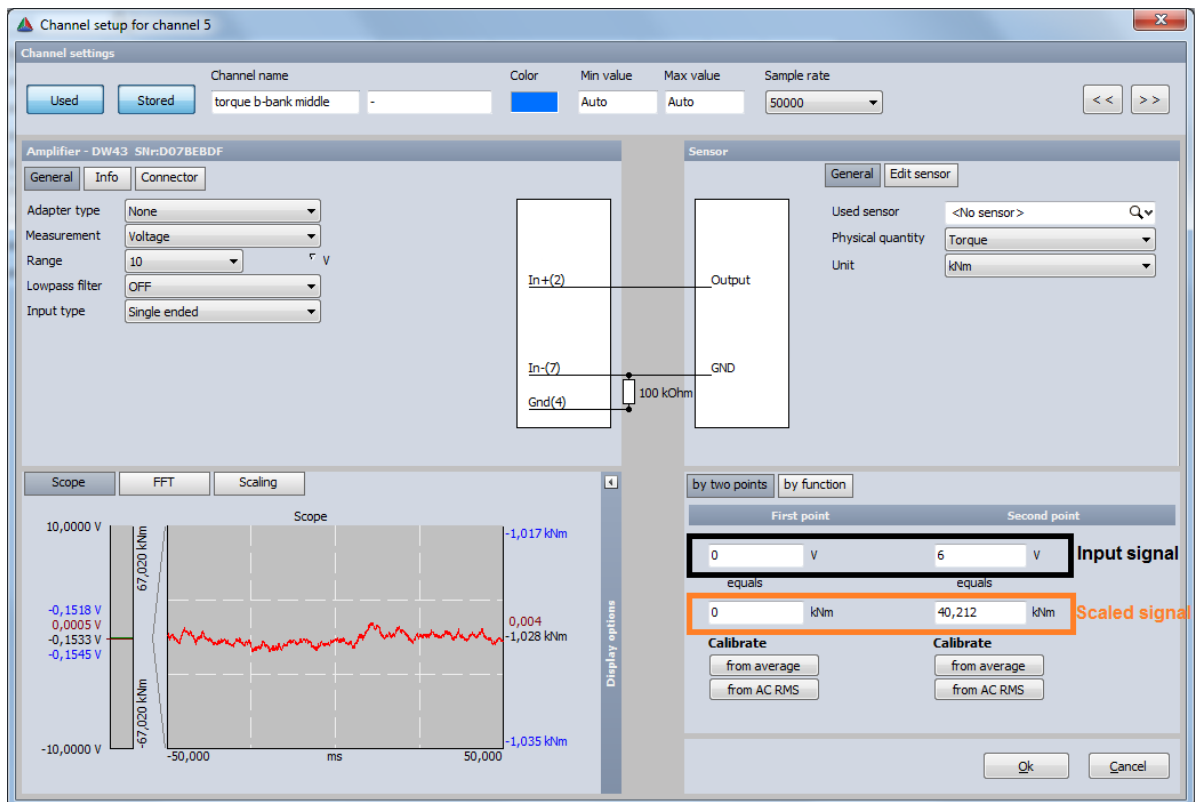 Channel setup for channel 5
Channel settings
Channel name Color Min value Max value Sample rate
Used Stored torque b-bank middle - Auto Auto 50000 << >>
Amplifier - DW43 SNr:D07BEBDF
General Info Connector
Adapter type None
Measurement Voltage
Range 10 V
Lowpass filter OFF
Input type Single ended
In+(2)
In-(7)
Gnd(4)
100 kOhm
Output
GND
Sensor
General Edit sensor
Used sensor <No sensor>
Physical quantity Torque
Unit kNm
Scope FFT Scaling
Scope
10,0000 V
67,020 kNm
-1,017 kNm
-0,1518 V
0,0005 V
-0,1533 V
-0,1545 V
0,004
-1,028 kNm
-67,020 kNm
-10,0000 V
-1,035 kNm
-50,000 ms 50,000
Display options
by two points by function
First point Second point
0 V 6 V Input signal
equals equals
0 kNm 40,212 kNm Scaled signal
Calibrate Calibrate
from average from average
from AC RMS from AC RMS
Ok Cancel